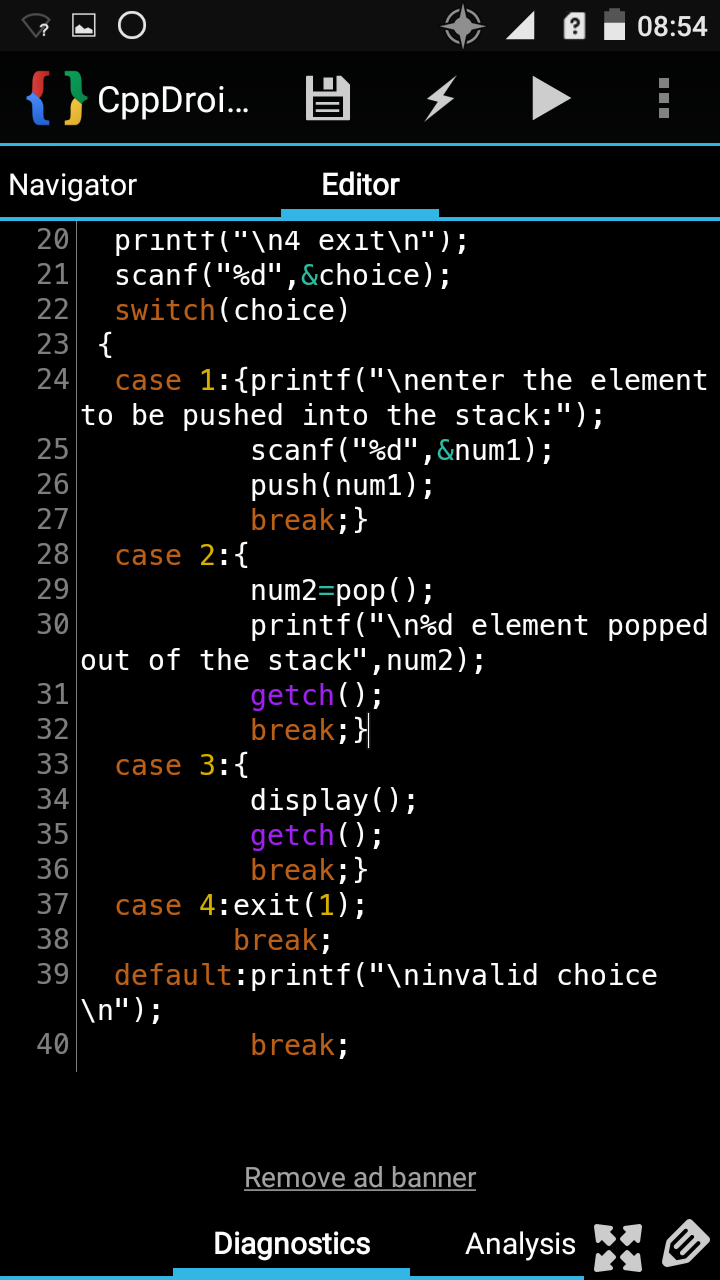 08:54
CppDroi...
Navigator
Editor
20 printf("\n4 exit\n");
21 scanf("%d",&choice);
22 switch(choice)
23 {
24 case 1:{printf("\nenter the element
to be pushed into the stack:");
25 scanf("%d",&num1);
26 push(num1);
27 break;}
28 case 2:{
29 num2=pop();
30 printf("\n%d element popped
out of the stack",num2);
31 getch();
32 break;}
33 case 3:{
34 display();
35 getch();
36 break;}
37 case 4:exit(1);
38 break;
39 default:printf("\ninvalid choice
\n");
40 break;
Remove ad banner
Diagnostics
Analysis